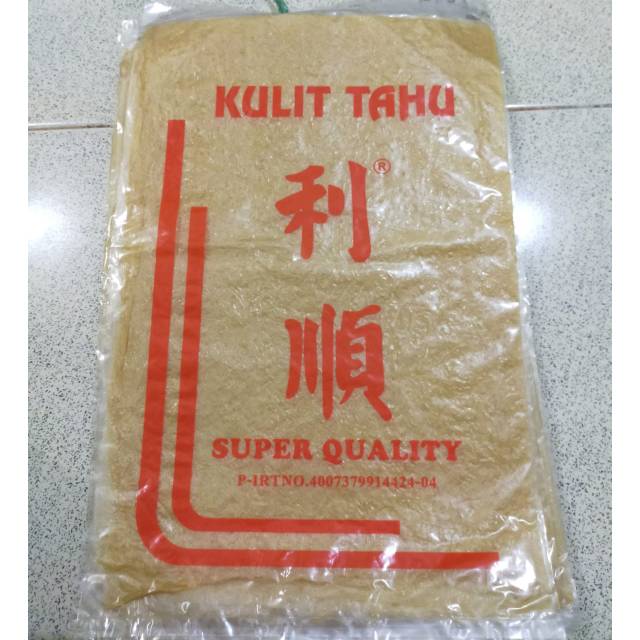 KULIT TAHU
利®
順
SUPER QUALITY
P-IRTNO.4007379914424-04